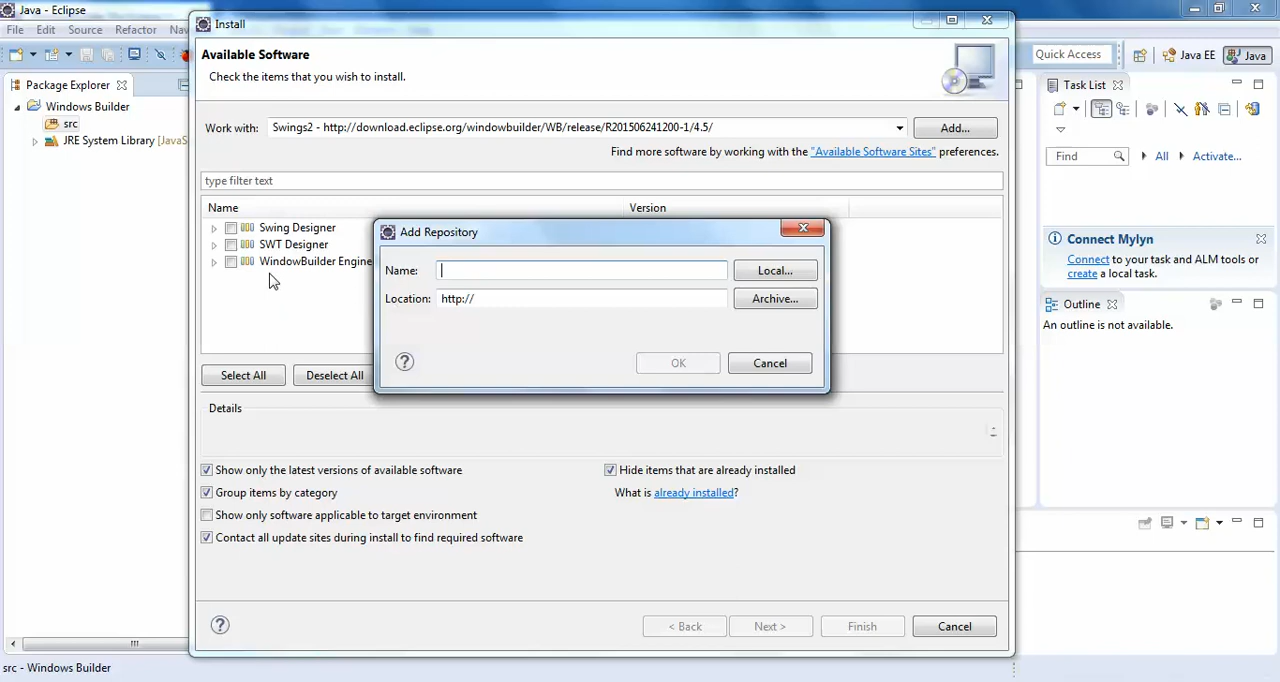 Java - Eclipse
File Edit Source Refactor Nav
Install
Available Software
Check the items that you wish to install.
Work with: Swings2 - http://download.eclipse.org/windowbuilder/WB/release/R201506241200-1/4.5/ Add...
Find more software by working with the "Available Software Sites" preferences.
type filter text
Name Version
Swing Designer
SWT Designer
WindowBuilder Engine
Add Repository
Name: Local...
Location: http:// Archive...
OK Cancel
Select All Deselect All
Details
Show only the latest versions of available software Hide items that are already installed
Group items by category What is already installed?
Show only software applicable to target environment
Contact all update sites during install to find required software
< Back Next > Finish Cancel
Package Explorer
Windows Builder
src
JRE System Library [JavaS
Quick Access Java EE Java
Task List
Find All Activate...
Connect Mylyn
Connect to your task and ALM tools or
create a local task.
Outline
An outline is not available.
src - Windows Builder